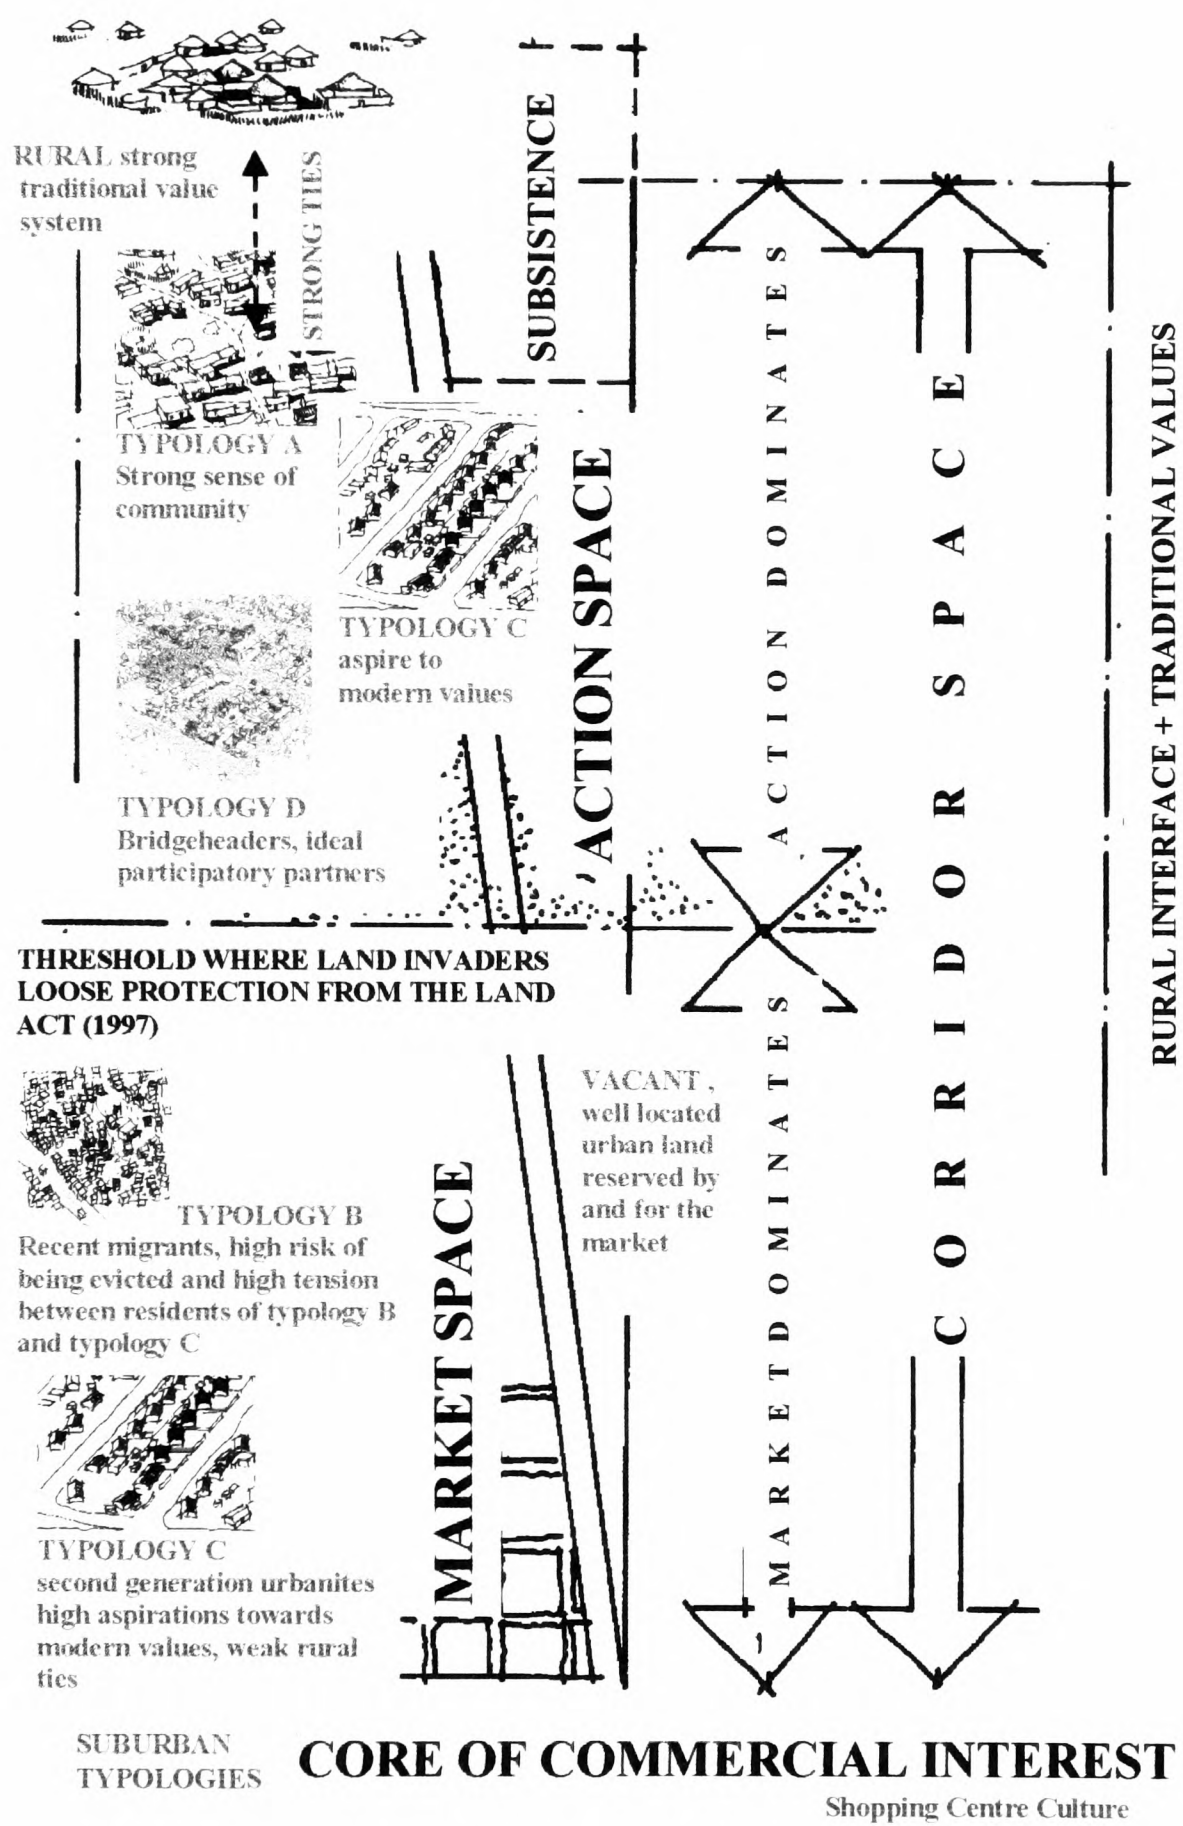 RURAL strong
traditional value
system
STRONG TIES
SUBSISTENCE
TYPOLOGY A
Strong sense of
community
TYPOLOGY C
aspire to
modern values
TYPOLOGY D
Bridgeheaders, ideal
participatory partners
ACTION SPACE
ACTION DOMINATES
CORRIDOR SPACE
RURAL INTERFACE + TRADITIONAL VALUES
THRESHOLD WHERE LAND INVADERS
LOOSE PROTECTION FROM THE LAND
ACT (1997)
TYPOLOGY B
Recent migrants, high risk of
being evicted and high tension
between residents of typology B
and typology C
VACANT ,
well located
urban land
reserved by
and for the
market
MARKET SPACE
MARKET DOMINATES
TYPOLOGY C
second generation urbanites
high aspirations towards
modern values, weak rural
ties
SUBURBAN
TYPOLOGIES
CORE OF COMMERCIAL INTEREST
Shopping Centre Culture